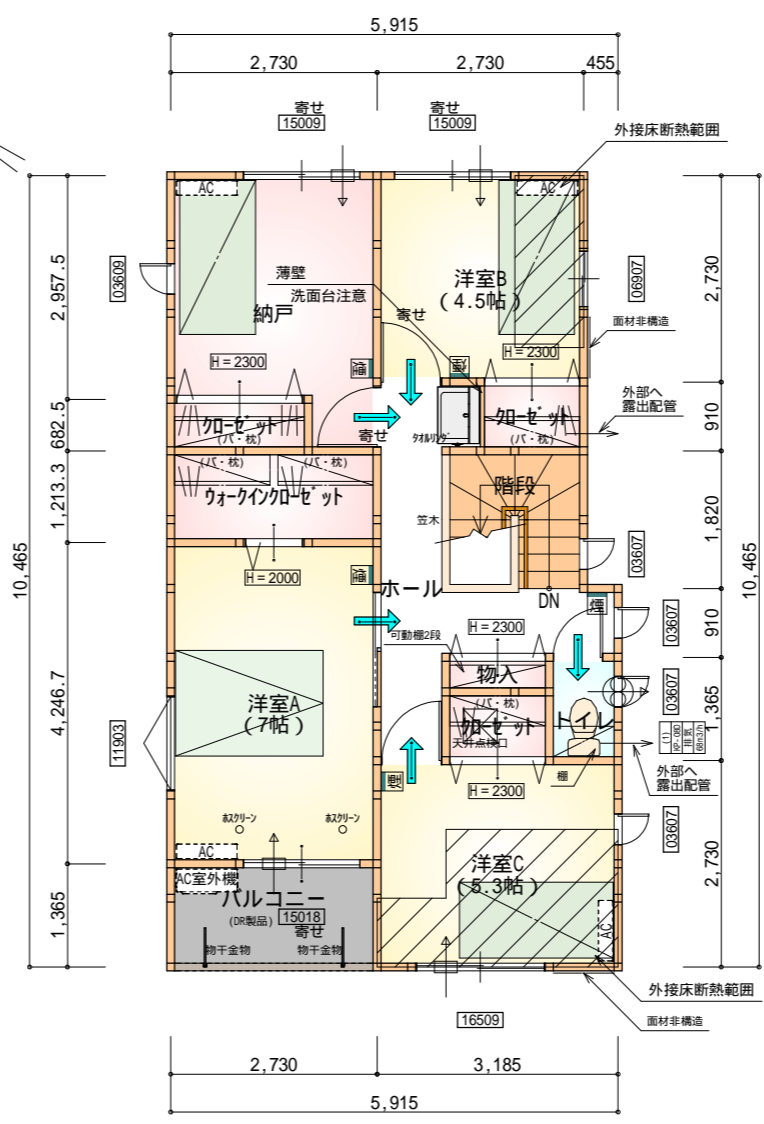 5,915
2,730 2,730 455
寄せ 寄せ
15009 15009
外接床断熱範囲
AC AC
2,957.5
03609
薄壁
洗面台注意
洋室B
(4.5帖)
06907
2,730
納戸
寄せ
面材非構造
H=2300
煙
煙
H=2300
外部へ
露出配管
682.5
クローゼット
(パ・枕)
寄せ
タオルリング
クローゼット
(パ・枕)
910
(パ・枕) (パ・枕)
ウォークインクローゼット
1,213.3
階段
笠木
1,820
10,465
10,465
H=2000
煙
ホール
03607
DN
煙
可動棚2段
H=2300
03607
910
物入
4,246.7
洋室A
(7帖)
(パ・枕)
クローゼット
天井点検口
トイレ
03607
1,365
(1)
KP-08D
排気
68m3/h
11903
煙
H=2300
棚
外部へ
露出配管
ホスクリーン ホスクリーン
03607
AC
洋室C
(5.3帖)
2,730
AC室外機
バルコニー
(DR製品)
15018
寄せ
1,365
物干金物 物干金物
AC
外接床断熱範囲
16509
面材非構造
2,730 3,185
5,915